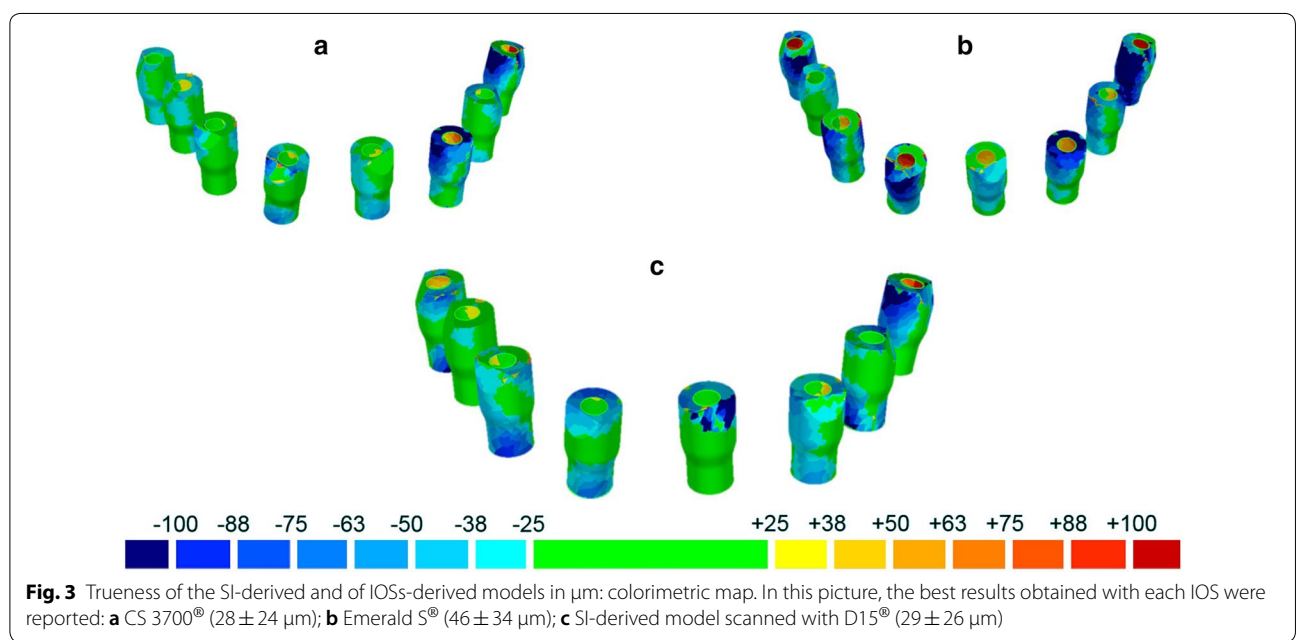 a
b
c
-100 -88 -75 -63 -50 -38 -25 +25 +38 +50 +63 +75 +88 +100
Fig. 3 Trueness of the SI-derived and of IOSs-derived models in µm: colorimetric map. In this picture, the best results obtained with each IOS were
reported: a CS 3700® (28 ± 24 µm); b Emerald S® (46 ± 34 µm); c SI-derived model scanned with D15® (29 ± 26 µm)